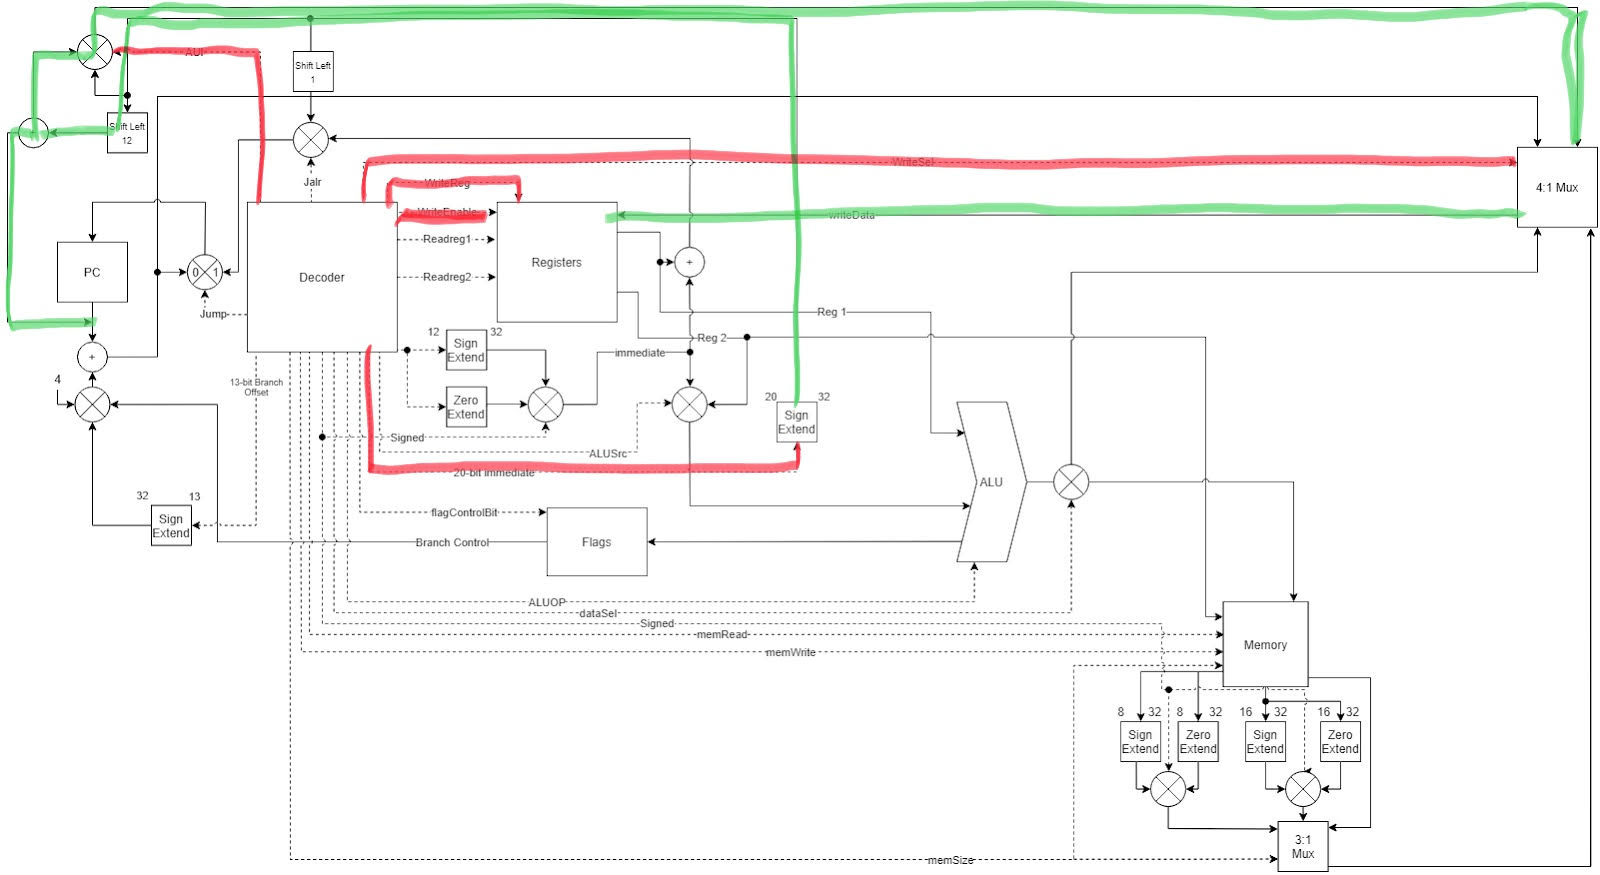 AUI
Shift Left
1
Shift Left
12
Jalr
WriteSel
4:1 Mux
WriteReg
WriteEnable
writeData
Readreg1
Readreg2
Decoder
Registers
PC
0
1
+
Jump
Reg 1
Reg 2
+
12
32
Sign
Extend
immediate
4
13-bit Branch
Offset
Zero
Extend
20
32
Sign
Extend
Signed
ALUSrc
20-bit immediate
ALU
32
13
Sign
Extend
flagControlBit
Branch Control
Flags
ALUOP
dataSel
Signed
memRead
memWrite
Memory
8
32
8
32
16
32
16
32
Sign
Extend
Zero
Extend
Sign
Extend
Zero
Extend
3:1
Mux
memSize